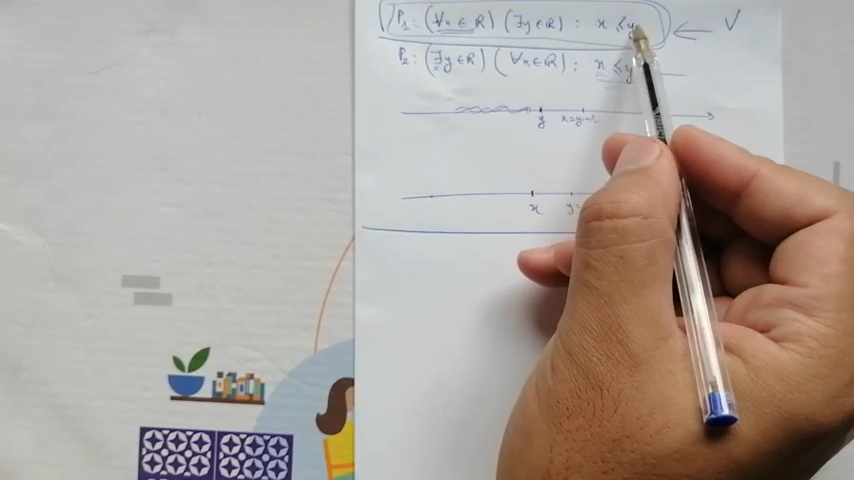 P₁: (∀x ∈ ℝ) (∃y ∈ ℝ) : x ≤ y V
P₂: (∃y ∈ ℝ) (∀x ∈ ℝ) : x ≤ y
y x=y+1
x y=